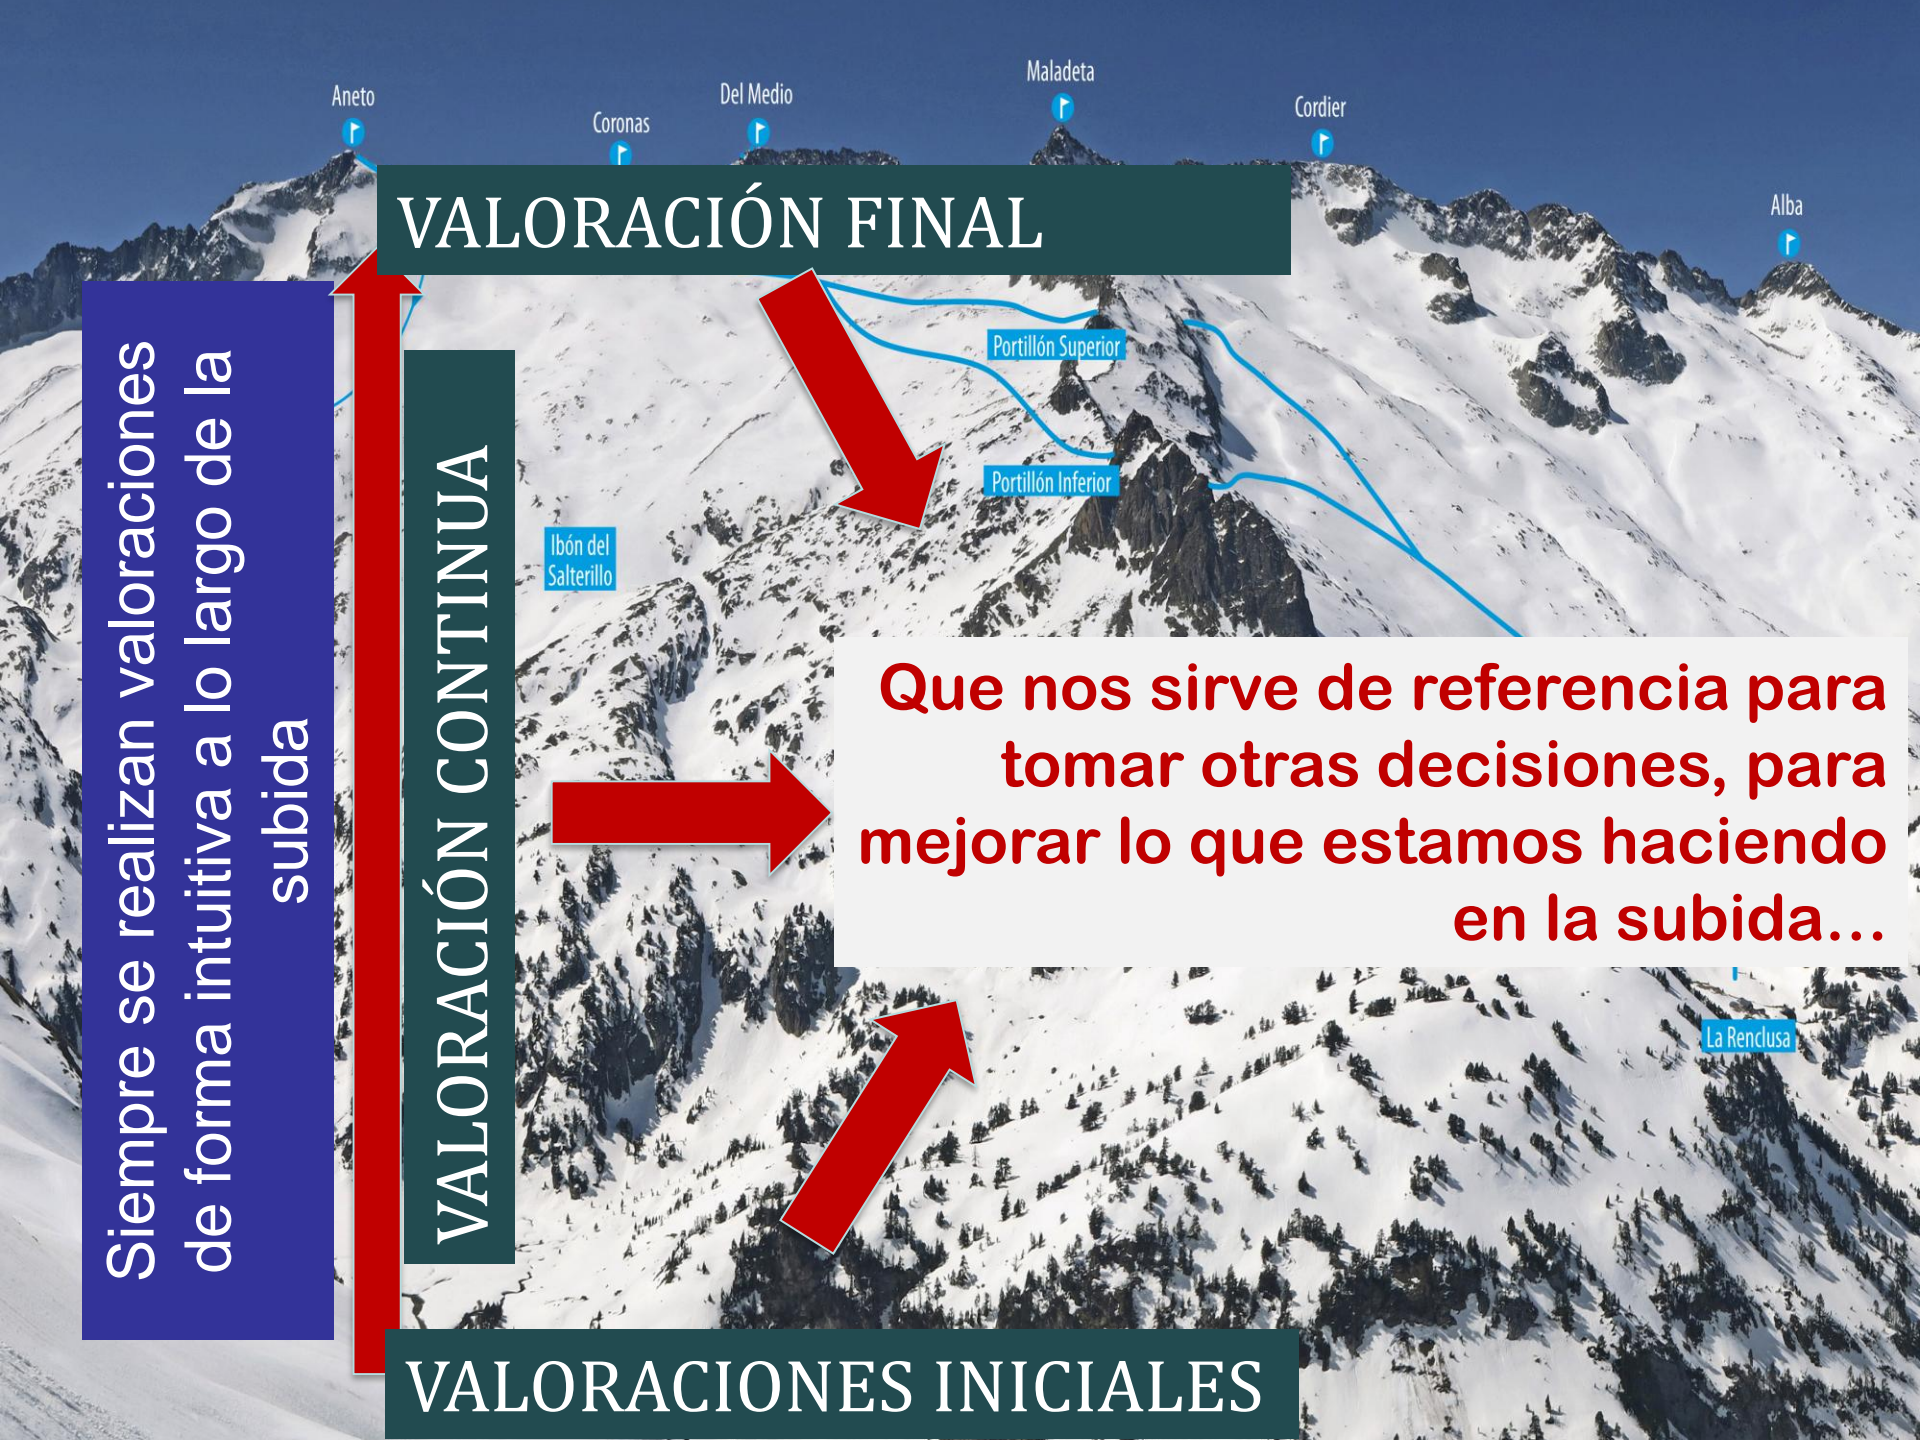 Maladeta
Aneto
Del Medio
Cordier
Coronas
Alba
VALORACIÓN FINAL
Siempre se realizan valoraciones
de forma intuitiva a lo largo de la
subida
VALORACIÓN CONTINUA
Portillón Superior
Portillón Inferior
Ibón del
Salterillo
Que nos sirve de referencia para
tomar otras decisiones, para
mejorar lo que estamos haciendo
en la subida...
La Renclusa
VALORACIONES INICIALES